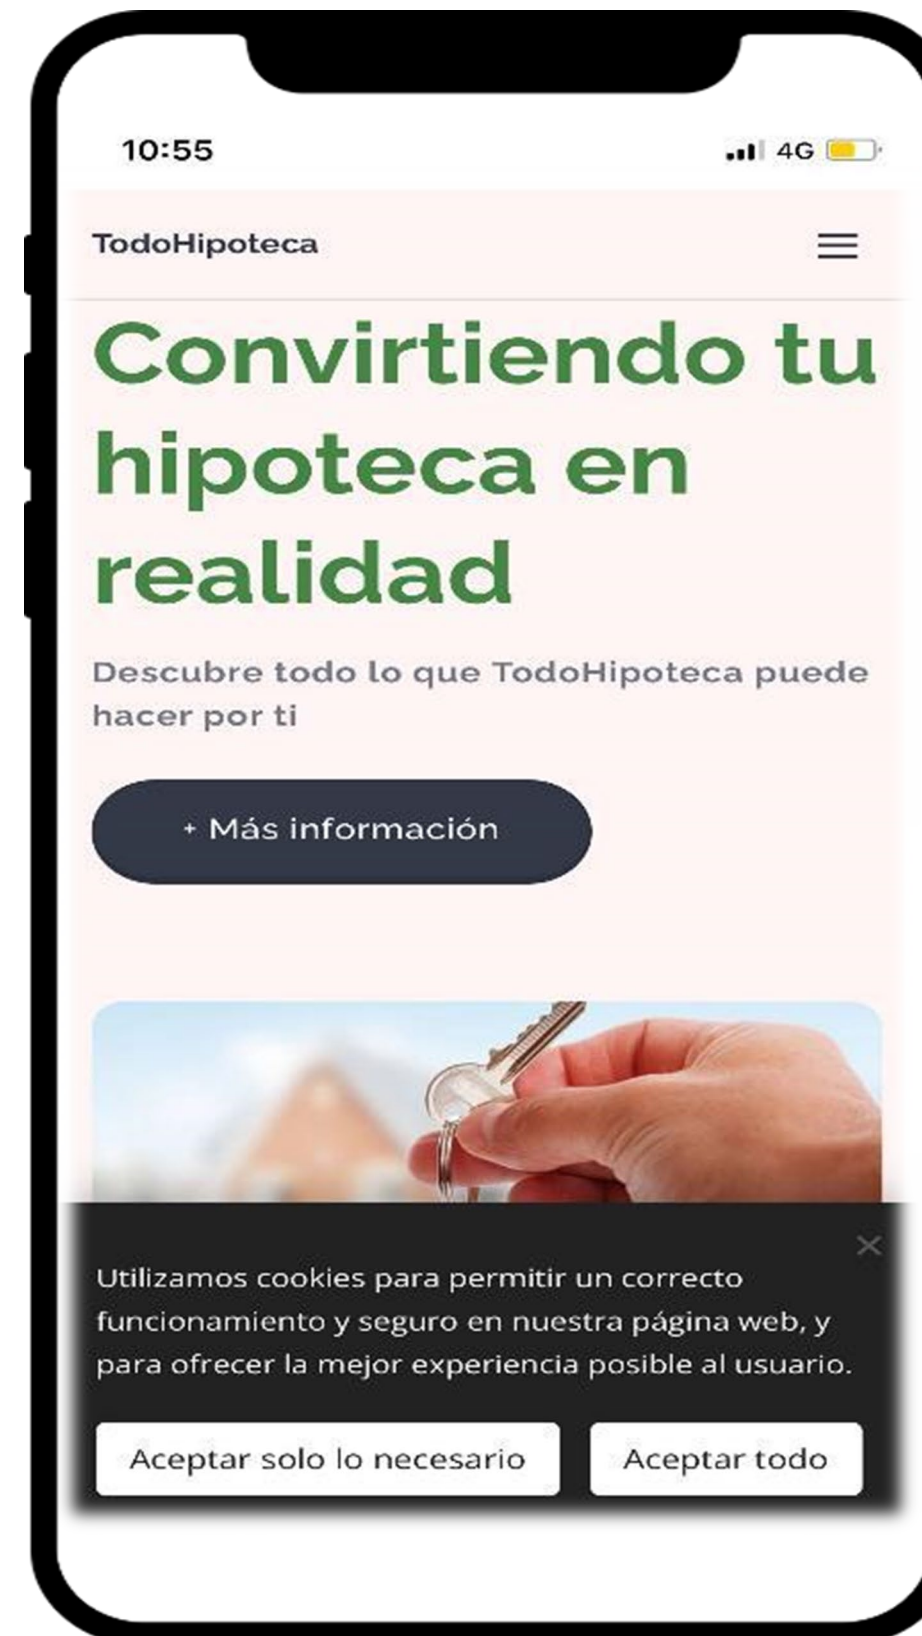 10:55
4G
TodoHipoteca
Convirtiendo tu
hipoteca en
realidad
Descubre todo lo que TodoHipoteca puede
hacer por ti
+ Más información
Utilizamos cookies para permitir un correcto
funcionamiento y seguro en nuestra página web, y
para ofrecer la mejor experiencia posible al usuario.
Aceptar solo lo necesario
Aceptar todo